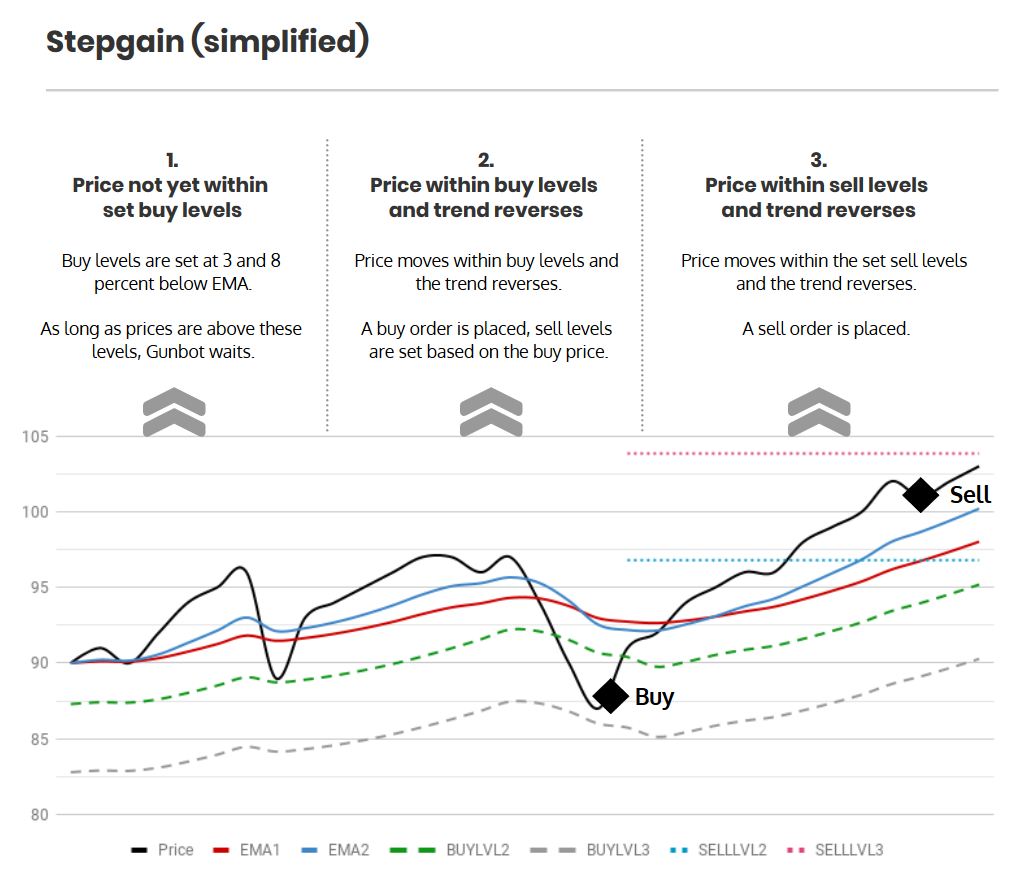 Stepgain (simplified)
1.
Price not yet within
set buy levels
Buy levels are set at 3 and 8
percent below EMA.
As long as prices are above these
levels, Gunbot waits.
2.
Price within buy levels
and trend reverses
Price moves within buy levels and
the trend reverses.
A buy order is placed, sell levels
are set based on the buy price.
3.
Price within sell levels
and trend reverses
Price moves within the set sell levels
and the trend reverses.
A sell order is placed.
105
100
95
90
85
80
Sell
Buy
Price
EMA1
EMA2
BUYLVL2
BUYLVL3
SELLLVL2
SELLLVL3